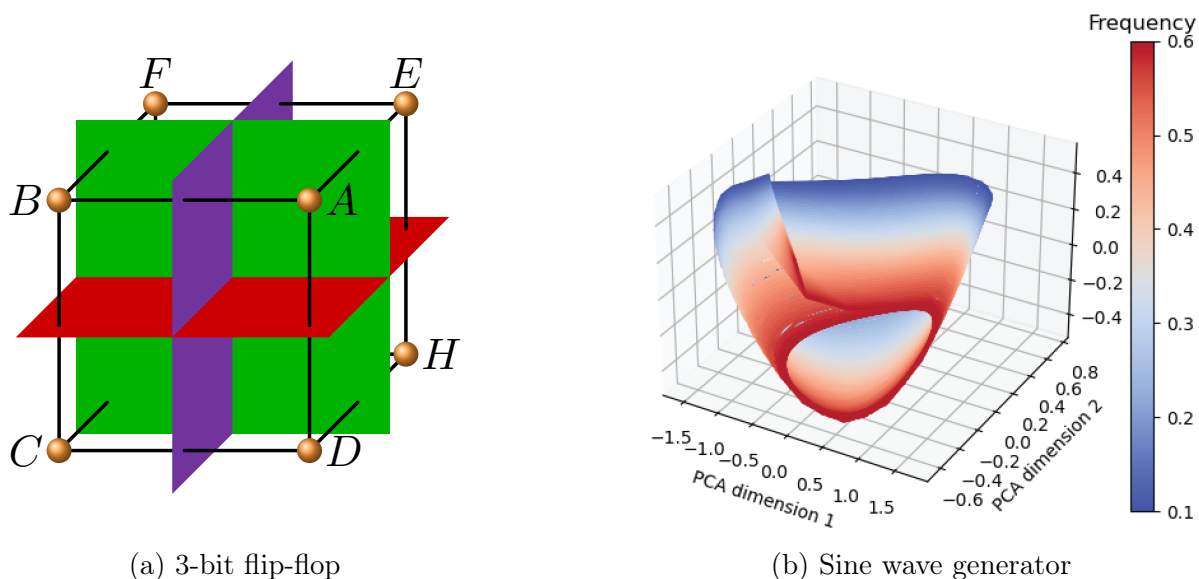 F
E
B
A
H
C
D
(a) 3-bit flip-flop
Frequency
0.6
0.5
0.4
0.3
0.2
0.1
0.4
0.2
0.0
−0.2
−0.4
0.8
0.6
0.4
0.2
0.0
−0.2
−0.4
−0.6
PCA dimension 2
−1.5
−1.0
−0.5
0.0
0.5
1.0
1.5
PCA dimension 1
(b) Sine wave generator